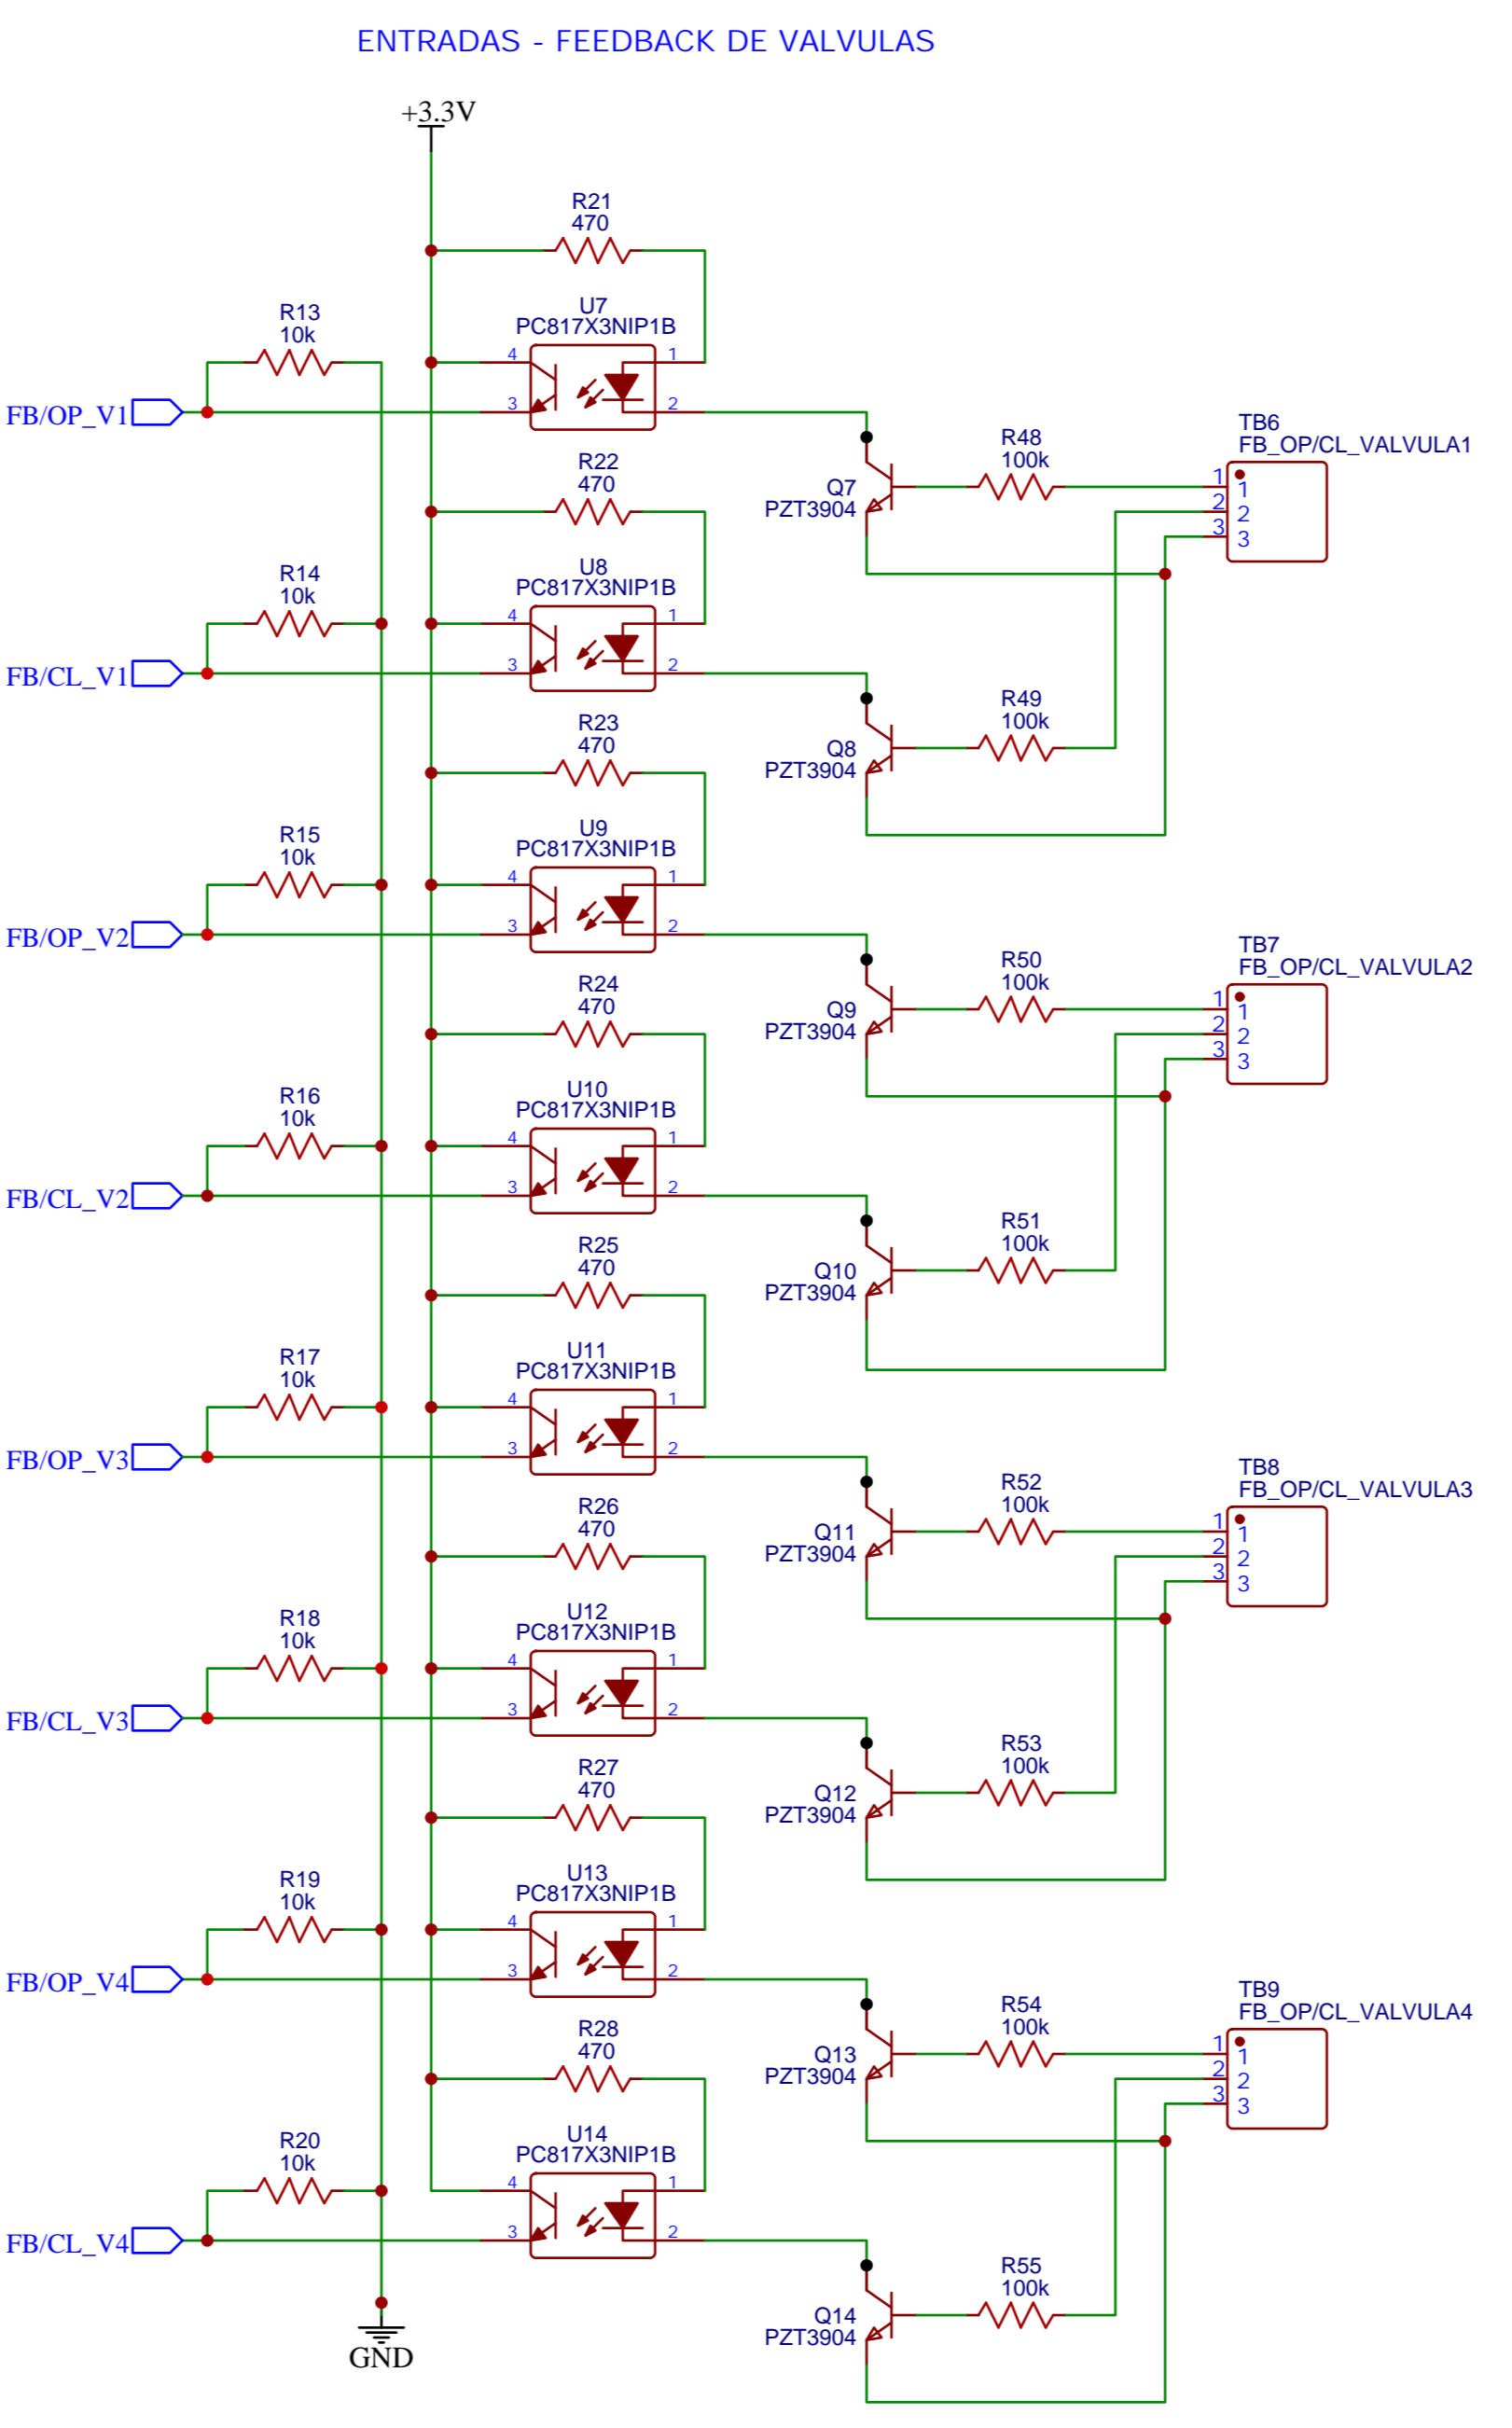 ENTRADAS - FEEDBACK DE VALVULAS
+3.3V
R21
470
R13
10k
U7
PC817X3NIP1B
4
1
3
2
FB/OP_V1
R22
470
Q7
PZT3904
R48
100k
TB6
FB_OP/CL_VALVULA1
1 1
2 2
3 3
R14
10k
U8
PC817X3NIP1B
4
1
3
2
FB/CL_V1
R23
470
Q8
PZT3904
R49
100k
R15
10k
U9
PC817X3NIP1B
4
1
3
2
FB/OP_V2
R24
470
Q9
PZT3904
R50
100k
TB7
FB_OP/CL_VALVULA2
1 1
2 2
3 3
R16
10k
U10
PC817X3NIP1B
4
1
3
2
FB/CL_V2
R25
470
Q10
PZT3904
R51
100k
R17
10k
U11
PC817X3NIP1B
4
1
3
2
FB/OP_V3
R26
470
Q11
PZT3904
R52
100k
TB8
FB_OP/CL_VALVULA3
1 1
2 2
3 3
R18
10k
U12
PC817X3NIP1B
4
1
3
2
FB/CL_V3
R27
470
Q12
PZT3904
R53
100k
R19
10k
U13
PC817X3NIP1B
4
1
3
2
FB/OP_V4
R28
470
Q13
PZT3904
R54
100k
TB9
FB_OP/CL_VALVULA4
1 1
2 2
3 3
R20
10k
U14
PC817X3NIP1B
4
1
3
2
FB/CL_V4
Q14
PZT3904
R55
100k
GND